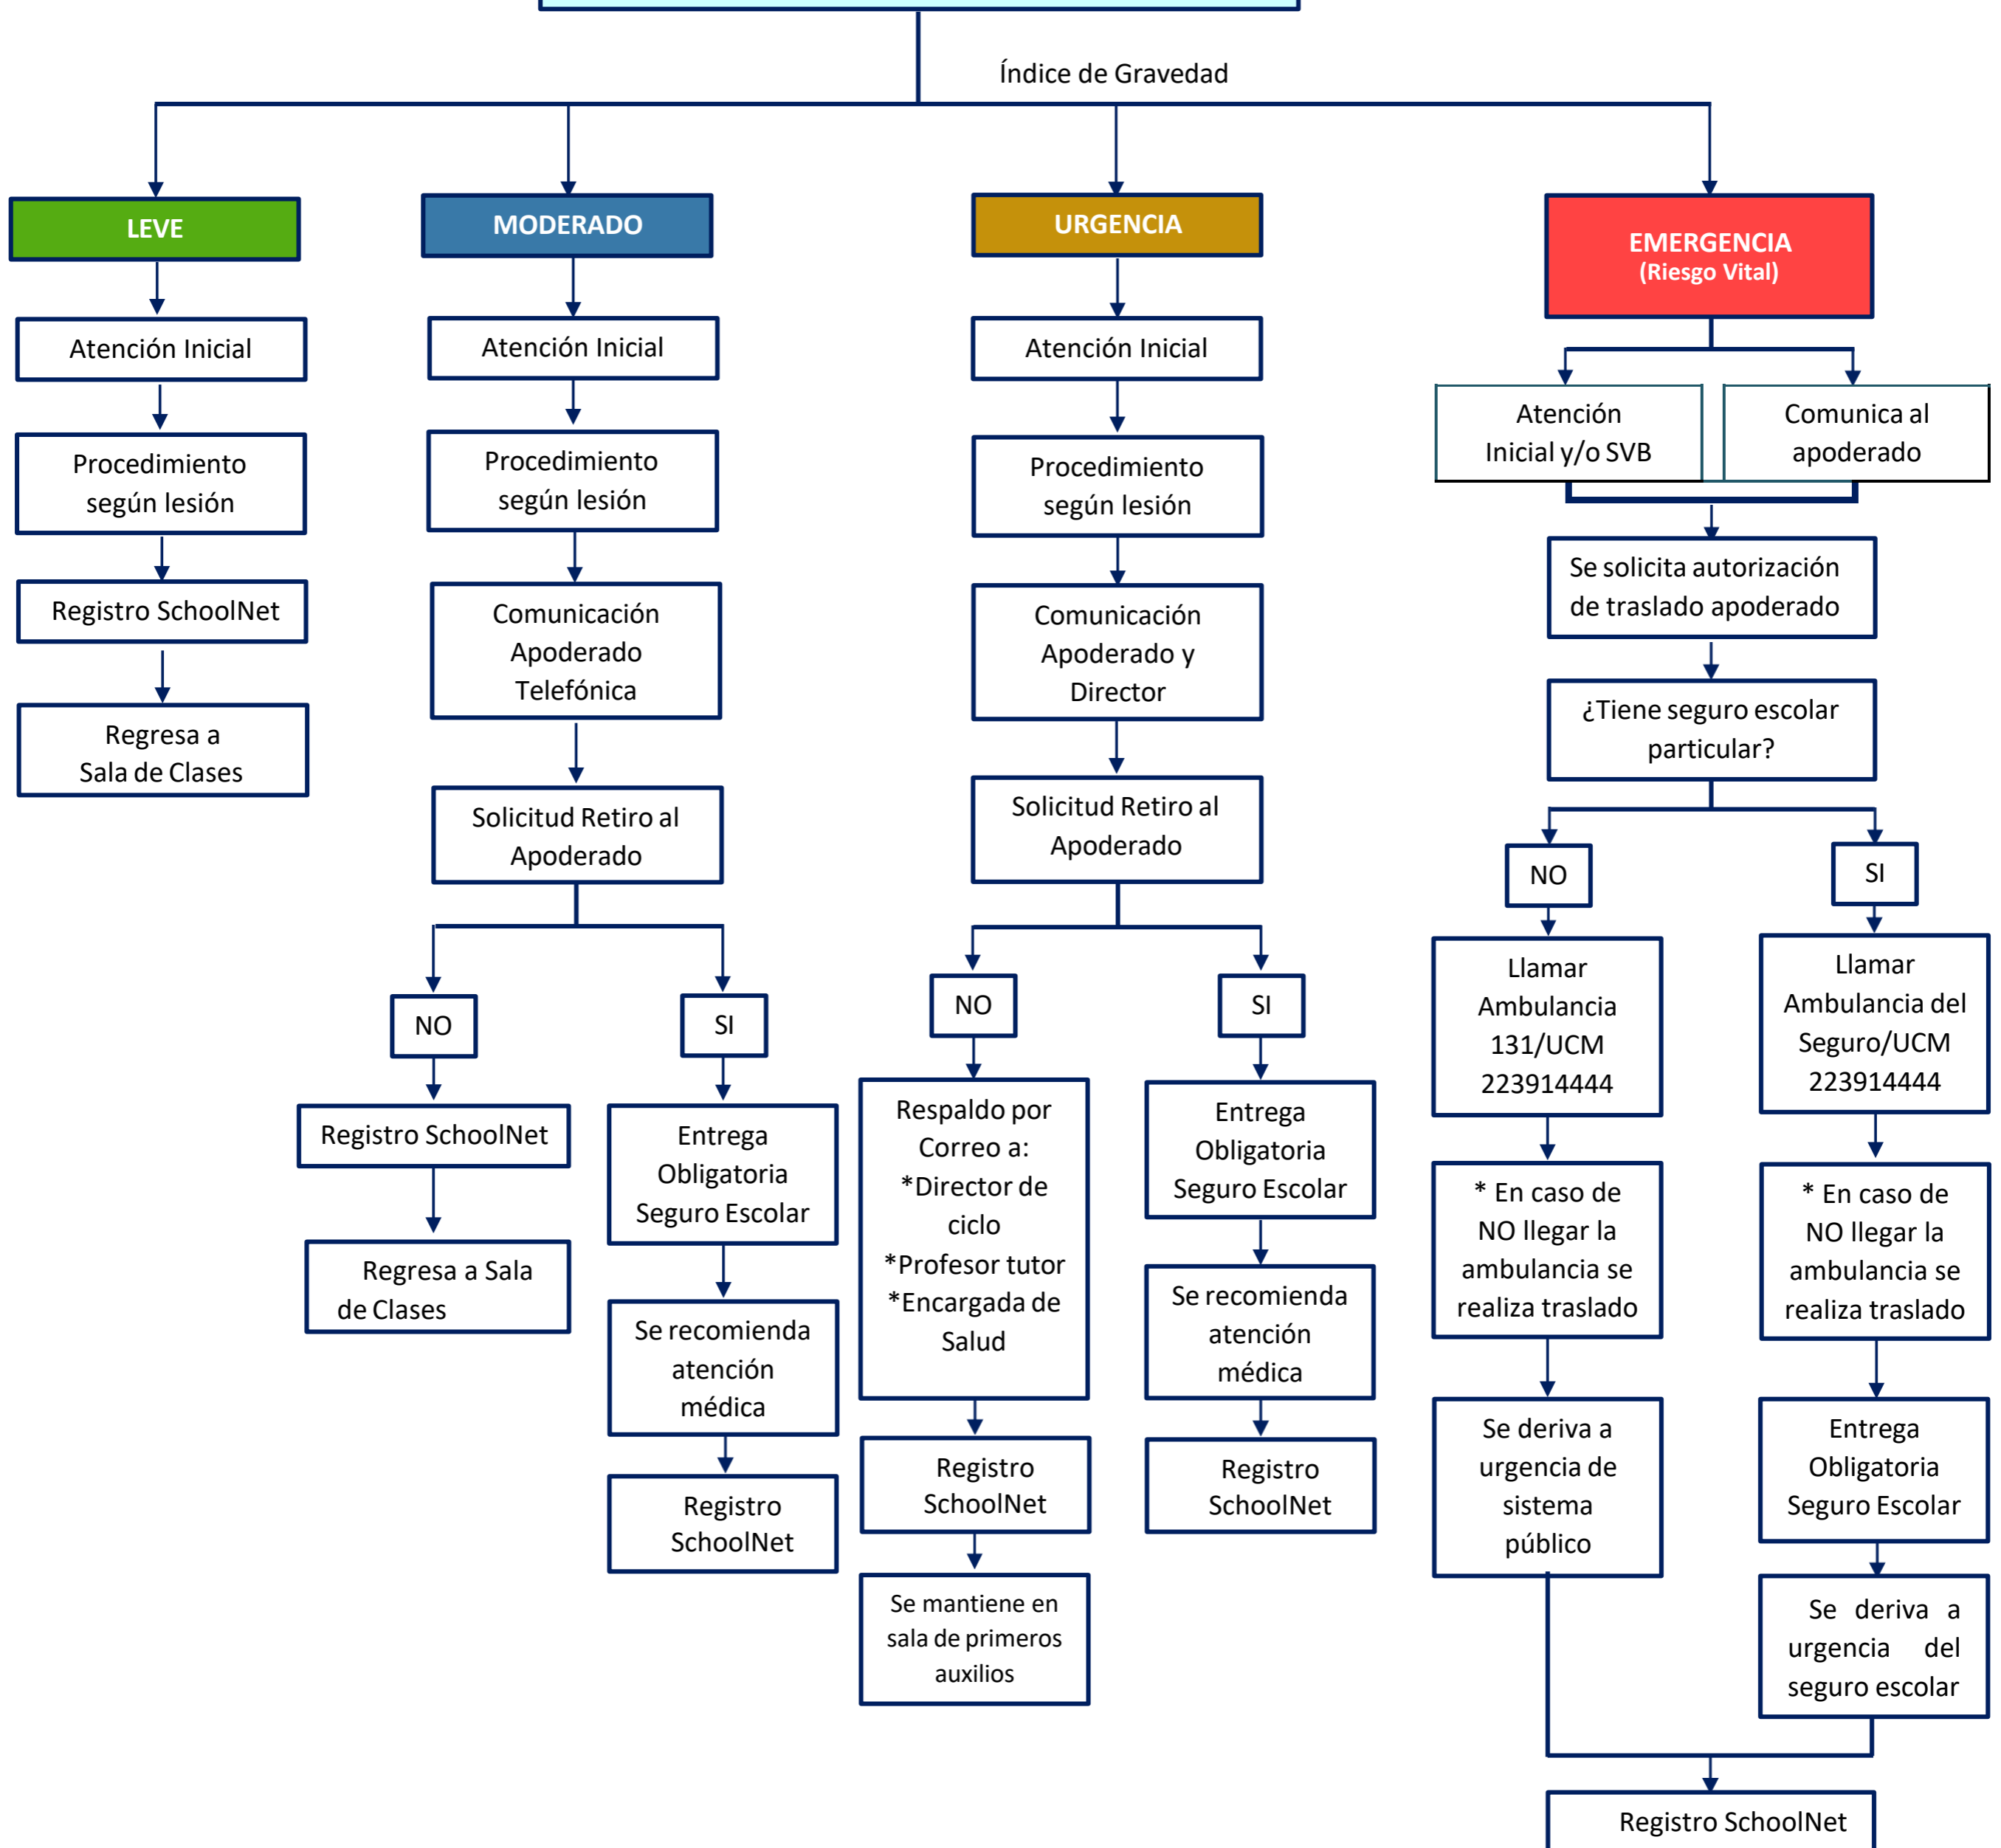 Índice de Gravedad
LEVE
Atención Inicial
Procedimiento
según lesión
Registro SchoolNet
Regresa a
Sala de Clases
MODERADO
Atención Inicial
Procedimiento
según lesión
Comunicación
Apoderado
Telefónica
Solicitud Retiro al
Apoderado
NO
Registro SchoolNet
Regresa a Sala
de Clases
SI
Entrega
Obligatoria
Seguro Escolar
Se recomienda
atención
médica
Registro
SchoolNet
URGENCIA
Atención Inicial
Procedimiento
según lesión
Comunicación
Apoderado y
Director
Solicitud Retiro al
Apoderado
NO
Respaldo por
Correo a:
*Director de
ciclo
*Profesor tutor
*Encargada de
Salud
Registro
SchoolNet
Se mantiene en
sala de primeros
auxilios
SI
Entrega
Obligatoria
Seguro Escolar
Se recomienda
atención
médica
Registro
SchoolNet
EMERGENCIA
(Riesgo Vital)
Atención
Inicial y/o SVB
Comunica al
apoderado
Se solicita autorización
de traslado apoderado
¿Tiene seguro escolar
particular?
NO
Llamar
Ambulancia
131/UCM
223914444
* En caso de
NO llegar la
ambulancia se
realiza traslado
Se deriva a
urgencia de
sistema
público
SI
Llamar
Ambulancia del
Seguro/UCM
223914444
* En caso de
NO llegar la
ambulancia se
realiza traslado
Entrega
Obligatoria
Seguro Escolar
Se deriva a
urgencia del
seguro escolar
Registro SchoolNet